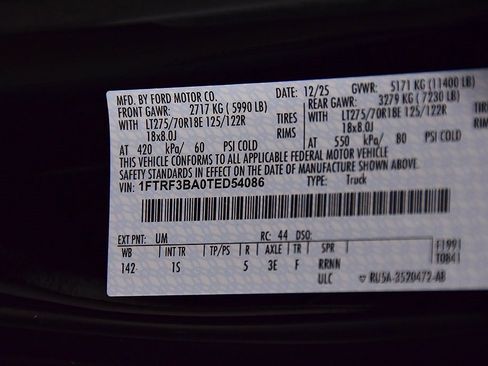 MFD. BY FORD MOTOR CO.
DATE: 12/25 GVWR: 5171 KG (11400 LB)
FRONT GAWR: 2717 KG (5990 LB) REAR GAWR: 3279 KG (7230 LB)
WITH LT275/70R18E 125/122R TIRES WITH LT275/70R18E 125/122R
18x8.0J RIMS 18x8.0J
AT 420 kPa/ 60 PSI COLD AT 550 kPa/ 80 PSI COLD
THIS VEHICLE CONFORMS TO ALL APPLICABLE FEDERAL MOTOR VEHICLE
SAFETY STANDARDS IN EFFECT ON THE DATE OF MANUFACTURE SHOWN ABOVE.
VIN: 1FTRF3BA0TED54086 TYPE: Truck
EXT PNT: UM RC: 44 DSO:
WB INT TR TP/PS R AXLE TR SPR
142 1S 5 3E F RRNN
ULC
F1991
T0841
RU5A-3520472-AB